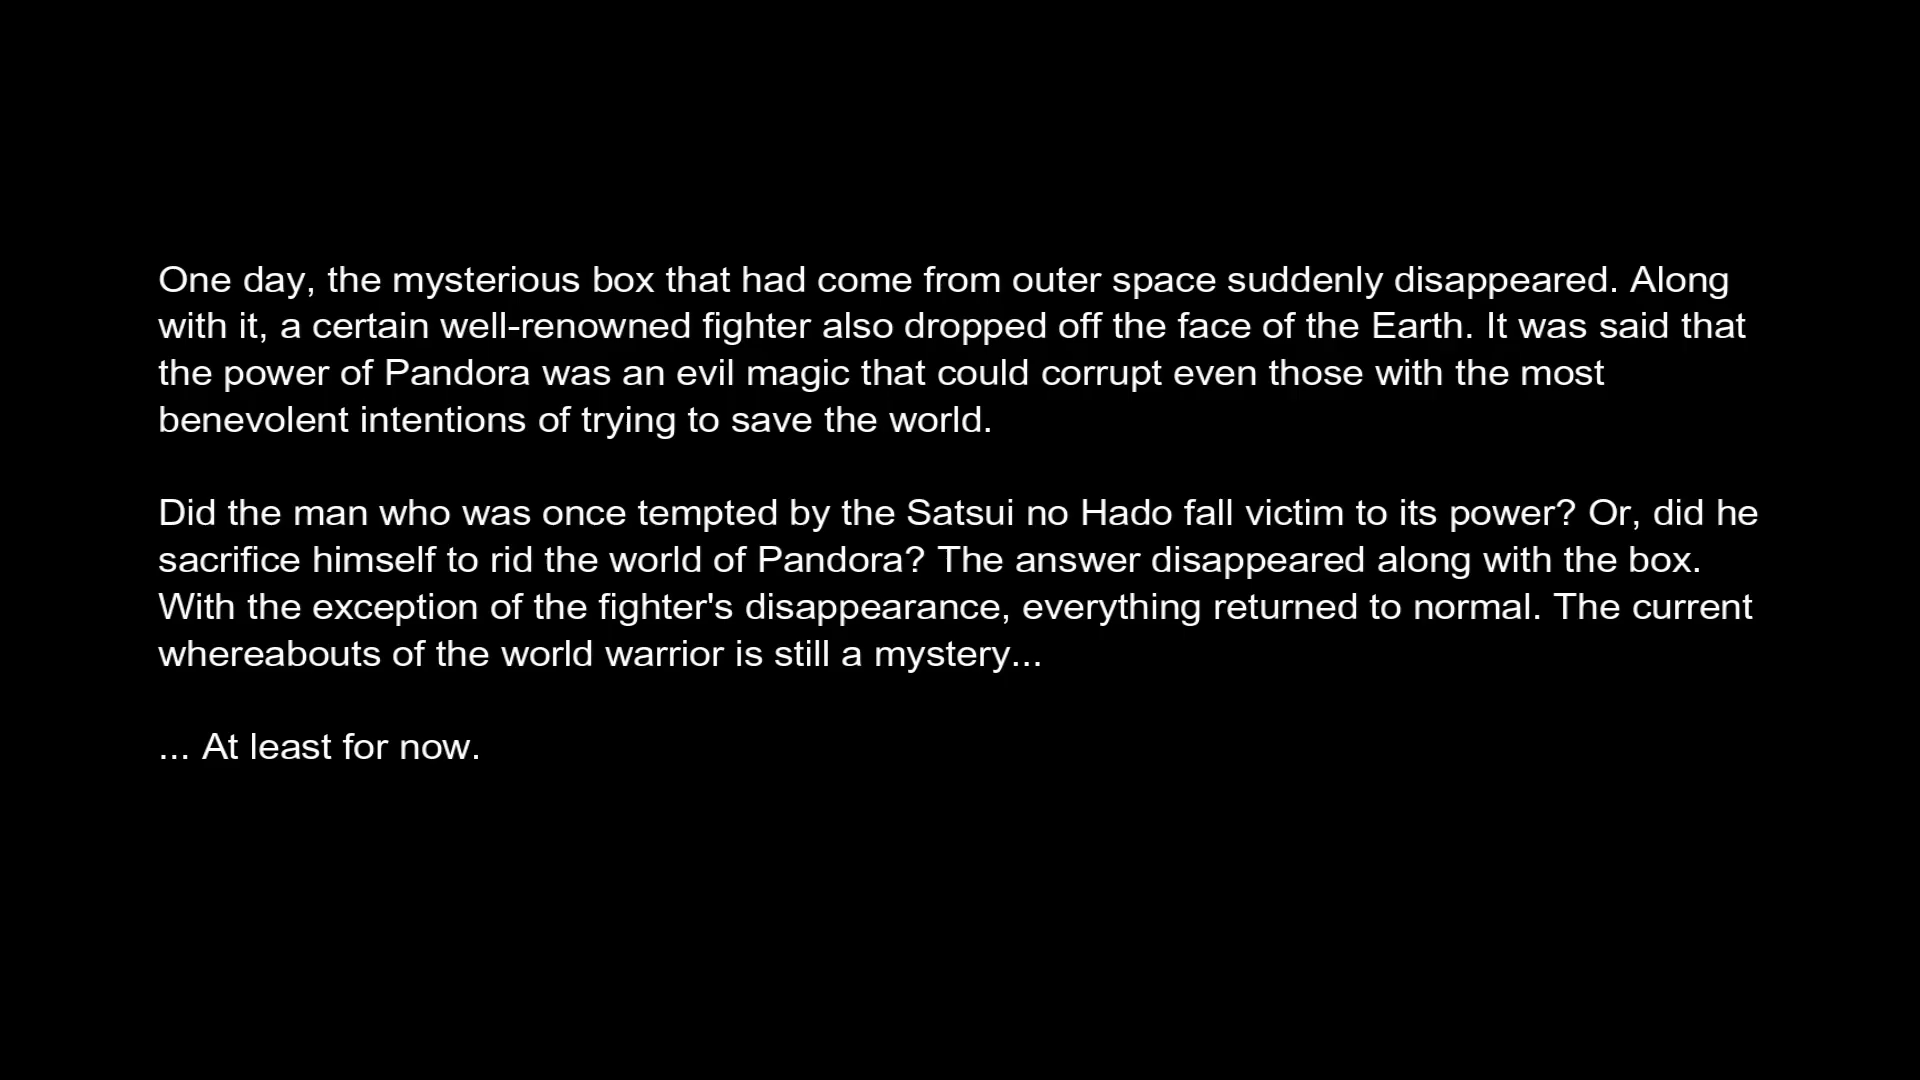 One day, the mysterious box that had come from outer space suddenly disappeared. Along
with it, a certain well-renowned fighter also dropped off the face of the Earth. It was said that
the power of Pandora was an evil magic that could corrupt even those with the most
benevolent intentions of trying to save the world.
Did the man who was once tempted by the Satsui no Hado fall victim to its power? Or, did he
sacrifice himself to rid the world of Pandora? The answer disappeared along with the box.
With the exception of the fighter's disappearance, everything returned to normal. The current
whereabouts of the world warrior is still a mystery...
... At least for now.